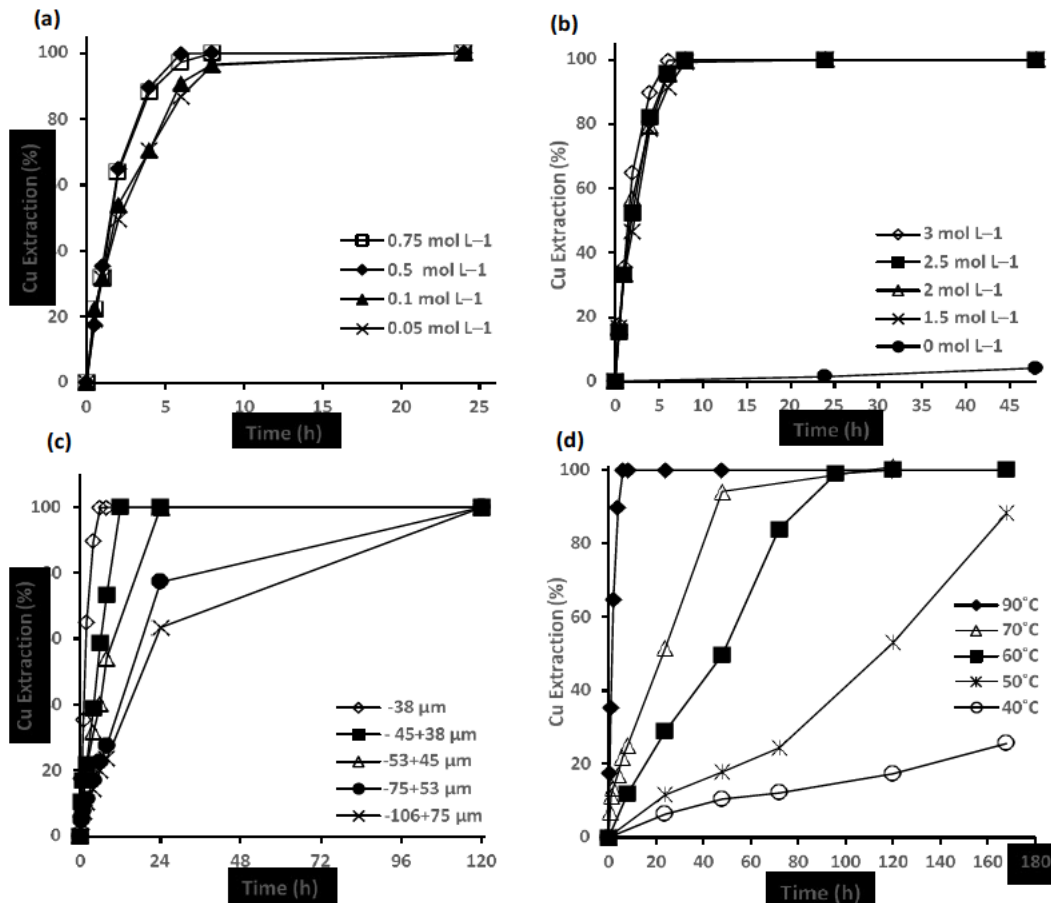 (a)
100
80
60
40
20
0
Cu Extraction (%)
0.75 mol L−1
0.5 mol L−1
0.1 mol L−1
0.05 mol L−1
0 5 10 15 20 25
Time (h)
(b)
100
80
60
40
20
0
Cu Extraction (%)
3 mol L−1
2.5 mol L−1
2 mol L−1
1.5 mol L−1
0 mol L−1
0 5 10 15 20 25 30 35 40 45
Time (h)
(c)
100
80
60
40
20
0
Cu Extraction (%)
-38 µm
- 45+38 µm
-53+45 µm
-75+53 µm
-106+75 µm
0 24 48 72 96 120
Time (h)
(d)
100
80
60
40
20
0
Cu Extraction (%)
90˚C
70˚C
60˚C
50˚C
40˚C
0 20 40 60 80 100 120 140 160 180
Time (h)